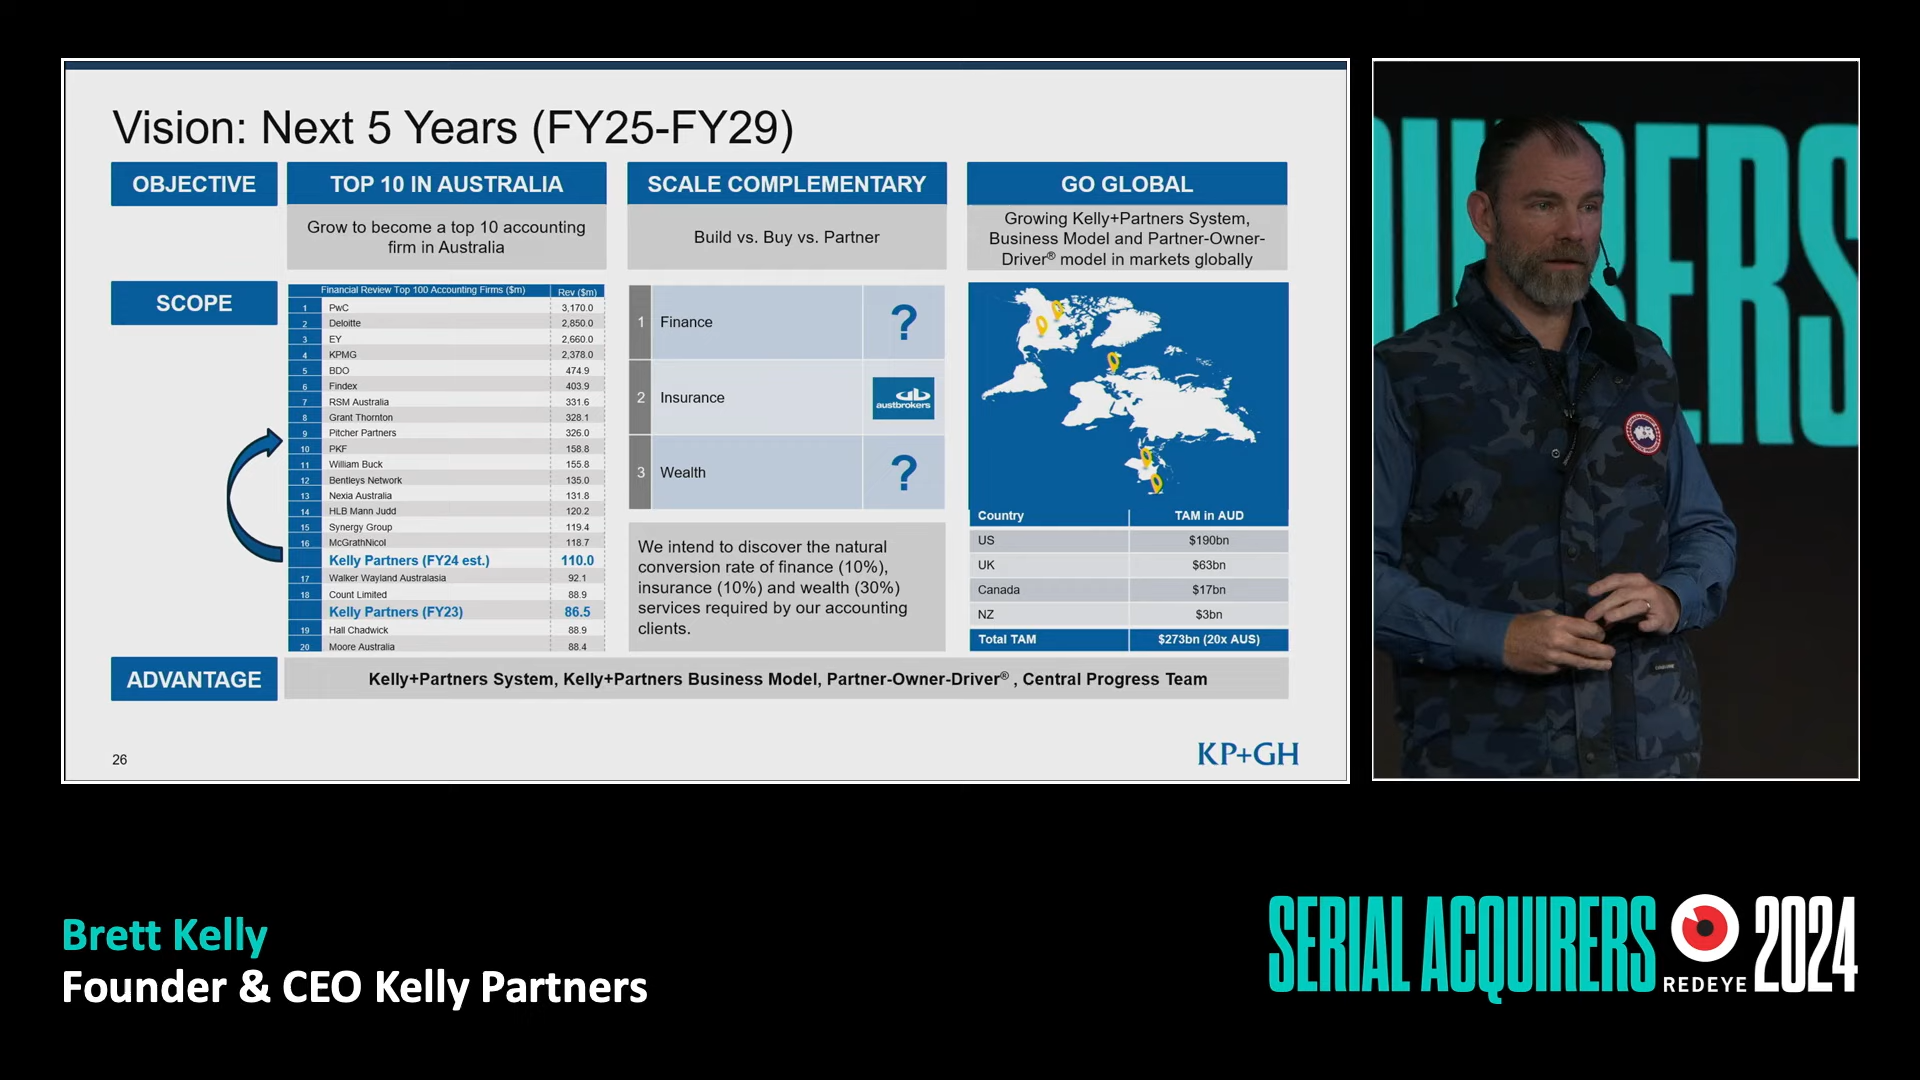 Vision: Next 5 Years (FY25-FY29)
OBJECTIVE
TOP 10 IN AUSTRALIA
Grow to become a top 10 accounting
firm in Australia
SCALE COMPLEMENTARY
Build vs. Buy vs. Partner
GO GLOBAL
Growing Kelly+Partners System,
Business Model and Partner-Owner-
Driver® model in markets globally
SCOPE
Financial Review Top 100 Accounting Firms ($m) Rev ($m)
1 PwC 3,170.0
2 Deloitte 2,850.0
3 EY 2,660.0
4 KPMG 2,378.0
5 BDO 474.9
6 Findex 403.9
7 RSM Australia 331.6
8 Grant Thornton 328.1
9 Pitcher Partners 326.0
10 PKF 158.8
11 William Buck 155.8
12 Bentleys Network 135.0
13 Nexia Australia 131.8
14 HLB Mann Judd 120.2
15 Synergy Group 119.4
16 McGrathNicol 118.7
Kelly Partners (FY24 est.) 110.0
17 Walker Wayland Australasia 92.1
18 Count Limited 88.9
Kelly Partners (FY23) 86.5
19 Hall Chadwick 88.9
20 Moore Australia 88.4
1 Finance ?
2 Insurance austbrokers
3 Wealth ?
We intend to discover the natural
conversion rate of finance (10%),
insurance (10%) and wealth (30%)
services required by our accounting
clients.
Country TAM in AUD
US $190bn
UK $63bn
Canada $17bn
NZ $3bn
Total TAM $273bn (20x AUS)
ADVANTAGE
Kelly+Partners System, Kelly+Partners Business Model, Partner-Owner-Driver® , Central Progress Team
26
KP+GH
Brett Kelly
Founder & CEO Kelly Partners
SERIAL ACQUIRERS 2024
REDEYE